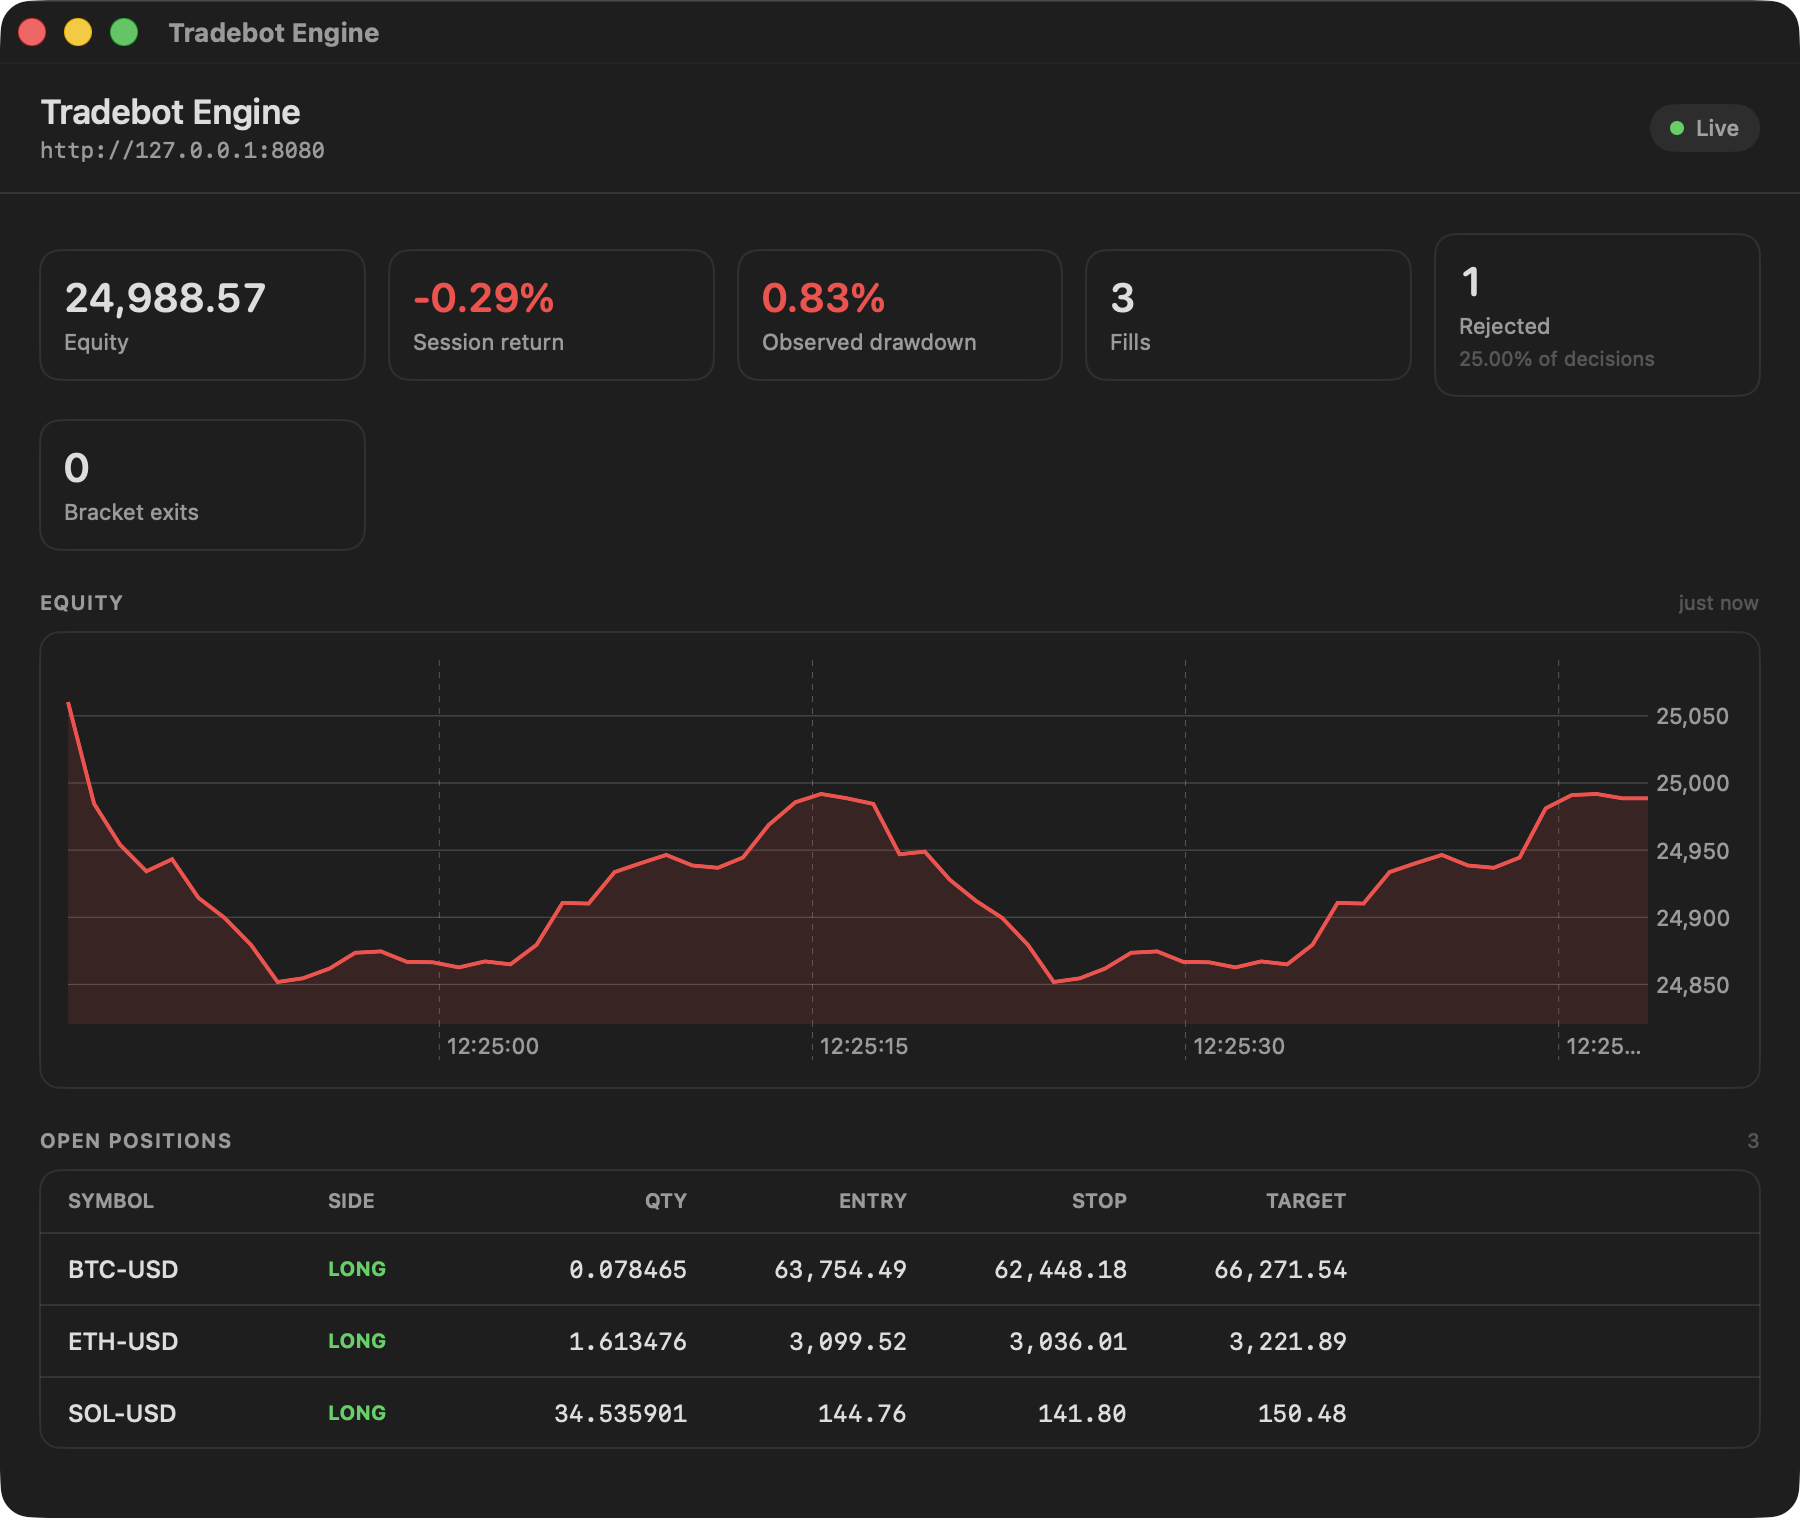 Tradebot Engine
Tradebot Engine
http://127.0.0.1:8080
Live
24,988.57
Equity
-0.29%
Session return
0.83%
Observed drawdown
3
Fills
1
Rejected
25.00% of decisions
0
Bracket exits
EQUITY
just now
25,050
25,000
24,950
24,900
24,850
12:25:00 12:25:15 12:25:30 12:25...
OPEN POSITIONS 3
SYMBOL SIDE QTY ENTRY STOP TARGET
BTC-USD LONG 0.078465 63,754.49 62,448.18 66,271.54
ETH-USD LONG 1.613476 3,099.52 3,036.01 3,221.89
SOL-USD LONG 34.535901 144.76 141.80 150.48